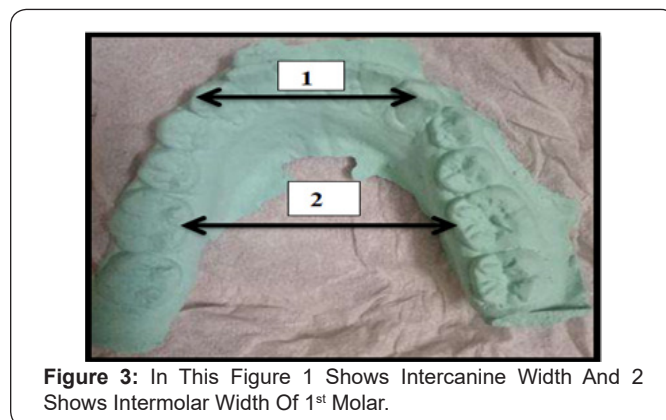 1
2
Figure 3: In This Figure 1 Shows Intercanine Width And 2
Shows Intermolar Width Of 1st Molar.